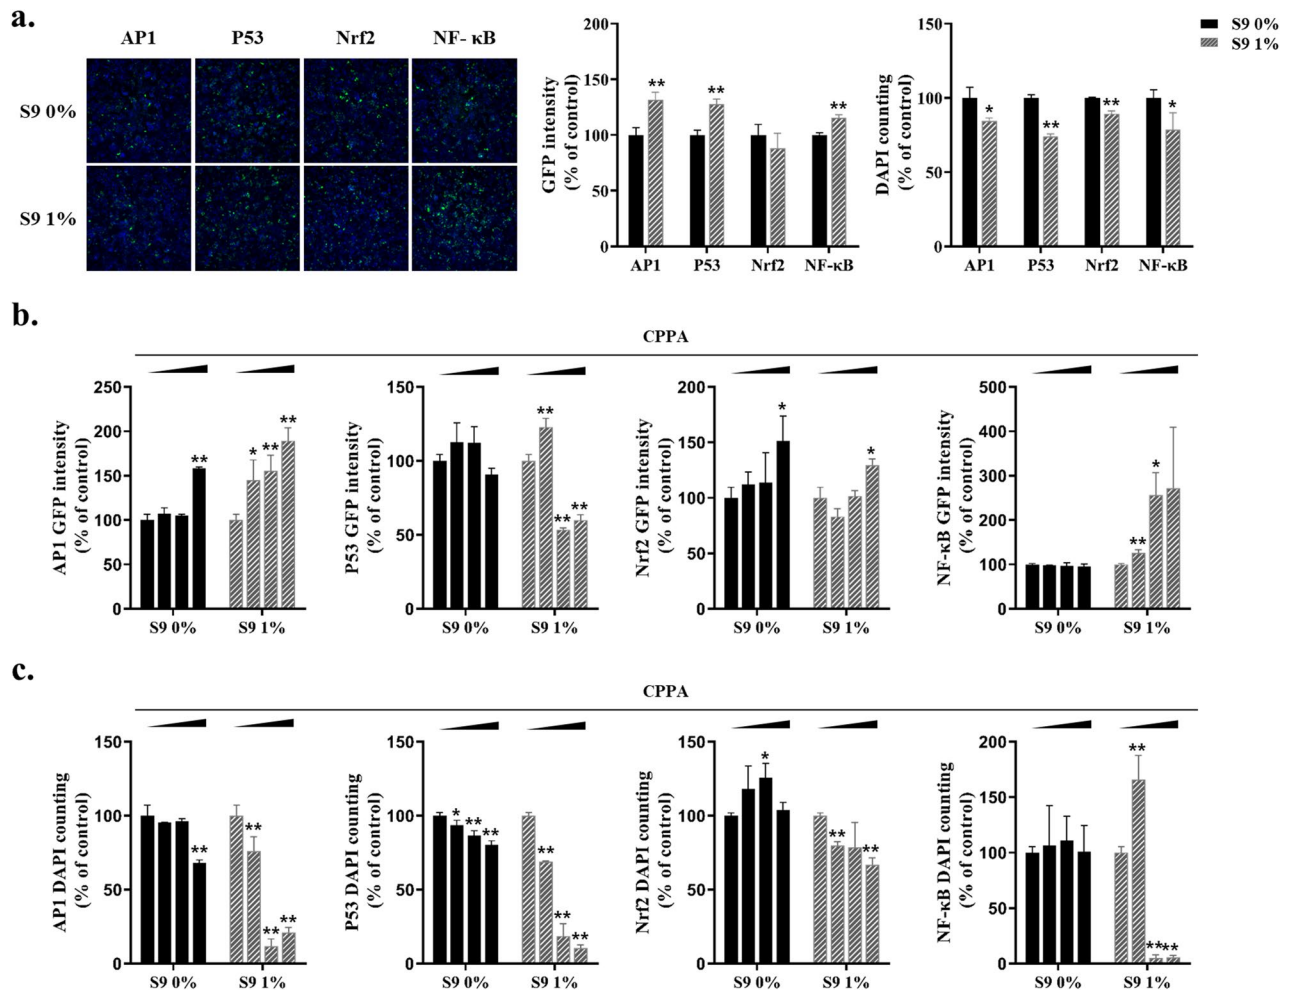 a.
AP1 P53 Nrf2 NF- κB
S9 0%
S9 1%
GFP intensity
(% of control)
200
150
100
50
0
AP1 P53 Nrf2 NF-κB
DAPI counting
(% of control)
150
100
50
0
AP1 P53 Nrf2 NF-κB
** ** **
* ** ** *
S9 0%
S9 1%
b.
CPPA
AP1 GFP intensity
(% of control)
250
200
150
100
50
0
** * ** **
S9 0% S9 1%
P53 GFP intensity
(% of control)
150
100
50
0
** ** **
S9 0% S9 1%
Nrf2 GFP intensity
(% of control)
200
150
100
50
0
* *
S9 0% S9 1%
NF-κB GFP intensity
(% of control)
500
400
300
200
100
0
** *
S9 0% S9 1%
c.
CPPA
AP1 DAPI counting
(% of control)
150
100
50
0
** ** ** **
S9 0% S9 1%
P53 DAPI counting
(% of control)
150
100
50
0
* ** ** ** ** **
S9 0% S9 1%
Nrf2 DAPI counting
(% of control)
150
100
50
0
* ** **
S9 0% S9 1%
NF-κB DAPI counting
(% of control)
200
150
100
50
0
** ** **
S9 0% S9 1%